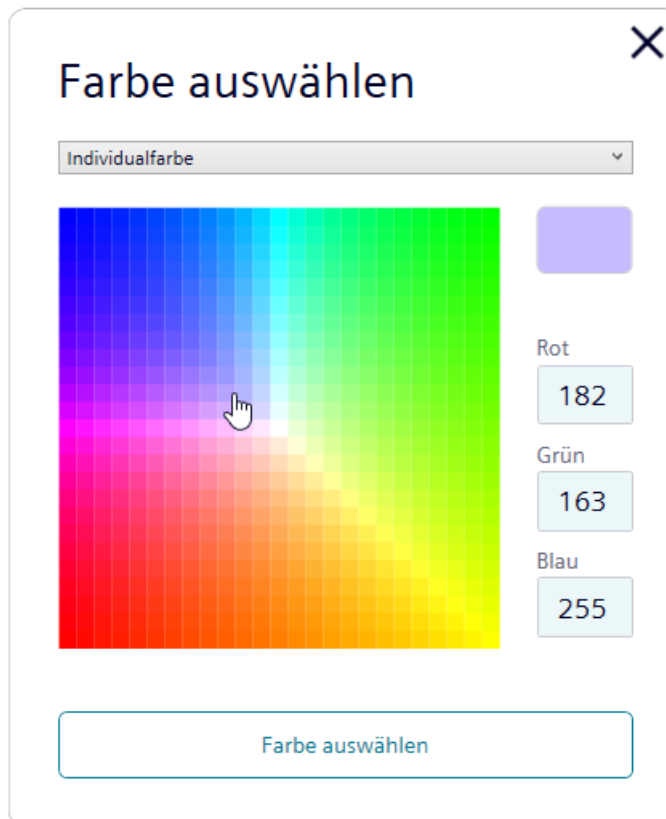 Farbe auswählen
Individualfarbe
Rot
182
Grün
163
Blau
255
Farbe auswählen